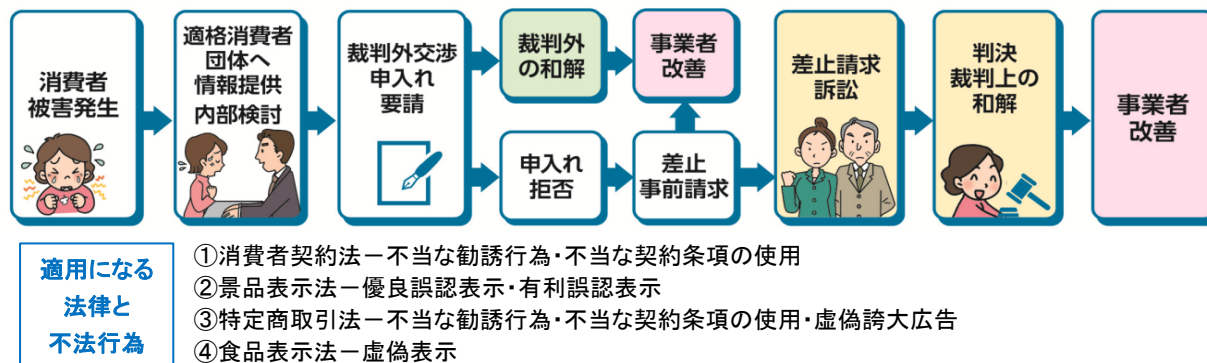 消費者
被害発生
適格消費者
団体へ
情報提供
内部検討
裁判外交渉
申入れ
要請
裁判外
の和解
事業者
改善
申入れ
拒否
差止
事前請求
差止請求
訴訟
判決
裁判上の
和解
事業者
改善
適用になる
法律と
不法行為
①消費者契約法－不当な勧誘行為・不当な契約条項の使用
②景品表示法－優良誤認表示・有利誤認表示
③特定商取引法－不当な勧誘行為・不当な契約条項の使用・虚偽誇大広告
④食品表示法－虚偽表示